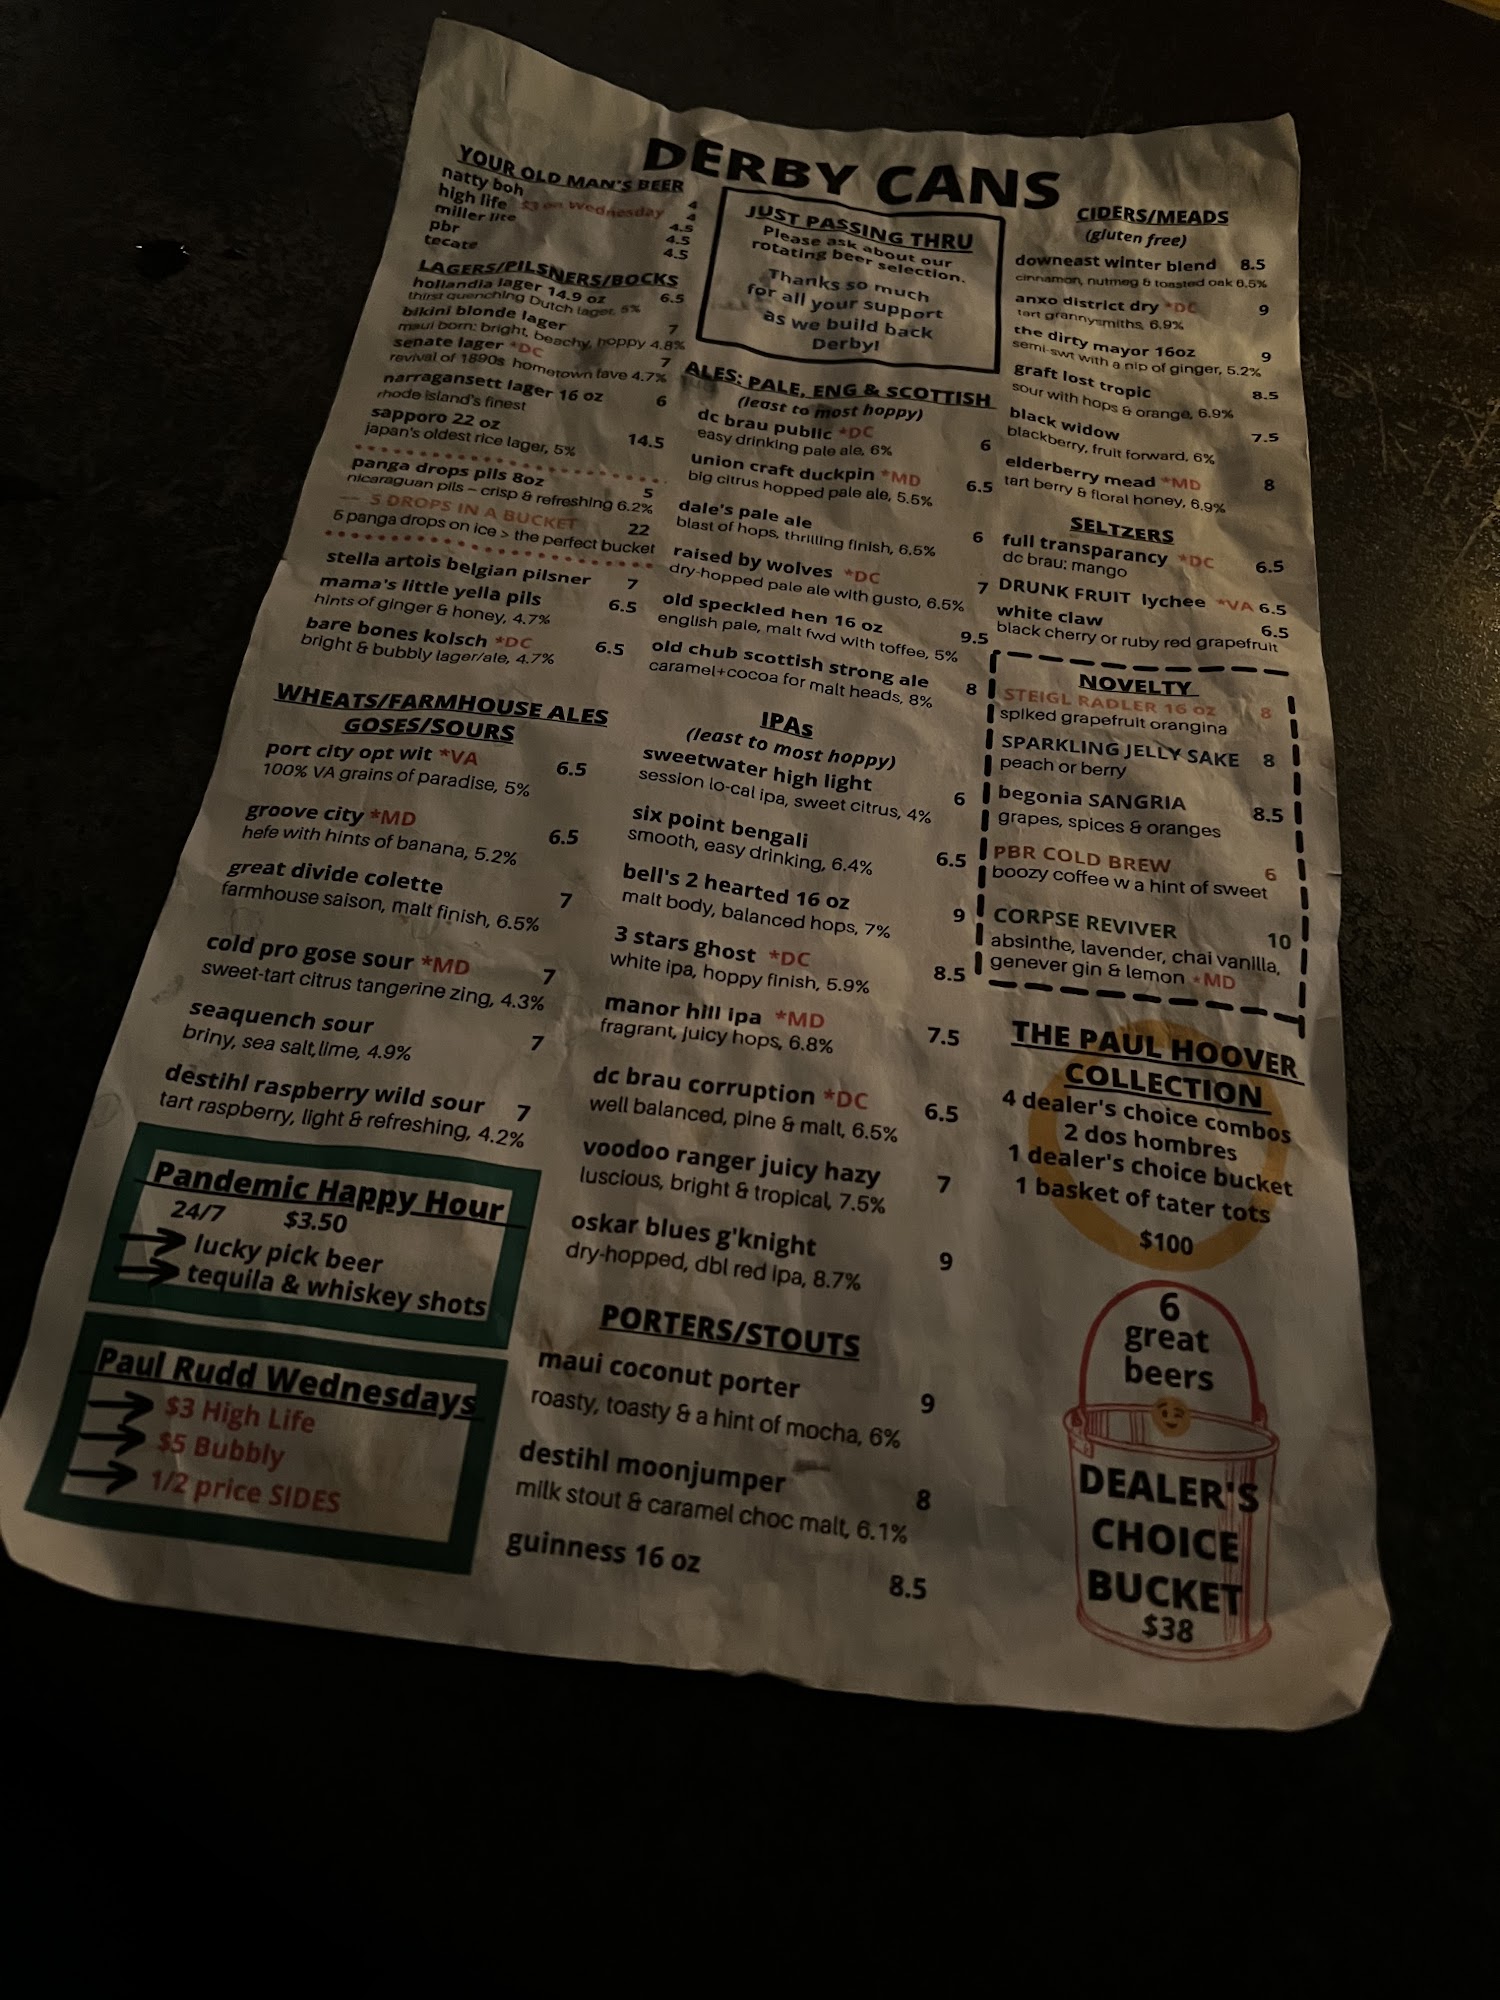 DERBY CANS
YOUR OLD MAN'S BEER
natty boh 4
high life $3 on Wednesday 4
miller lite 4.5
pbr 4.5
tecate 4.5
LAGERS/PILSNERS/BOCKS
hollandia lager 14.9 oz 6.5
thirst quenching Dutch lager, 5%
bikini blonde lager 7
maui born: bright, beachy, hoppy 4.8%
senate lager *DC 7
revival of 1890s hometown fave 4.7%
narragansett lager 16 oz 6
rhode island's finest
sapporo 22 oz 14.5
japan's oldest rice lager, 5%
panga drops pils 8oz 5
nicaraguan pils – crisp & refreshing 6.2%
5 DROPS IN A BUCKET 22
5 panga drops on ice > the perfect bucket
stella artois belgian pilsner 7
mama's little yella pils 6.5
hints of ginger & honey, 4.7%
bare bones kolsch *DC 6.5
bright & bubbly lager/ale, 4.7%
WHEATS/FARMHOUSE ALES
GOSES/SOURS
port city opt wit *VA 6.5
100% VA grains of paradise, 5%
groove city *MD 6.5
hefe with hints of banana, 5.2%
great divide colette 7
farmhouse saison, malt finish, 6.5%
cold pro gose sour *MD 7
sweet-tart citrus tangerine zing, 4.3%
seaquench sour 7
briny, sea salt,lime, 4.9%
destihl raspberry wild sour 7
tart raspberry, light & refreshing, 4.2%
Pandemic Happy Hour
24/7 $3.50
lucky pick beer
tequila & whiskey shots
Paul Rudd Wednesdays
$3 High Life
$5 Bubbly
1/2 price SIDES
JUST PASSING THRU
Please ask about our
rotating beer selection.
Thanks so much
for all your support
as we build back
Derby!
ALES: PALE, ENG & SCOTTISH
(least to most hoppy)
dc brau public *DC 6
easy drinking pale ale, 6%
union craft duckpin *MD 6.5
big citrus hopped pale ale, 5.5%
dale's pale ale 6
blast of hops, thrilling finish, 6.5%
raised by wolves *DC 7
dry-hopped pale ale with gusto, 6.5%
old speckled hen 16 oz 9.5
english pale, malt fwd with toffee, 5%
old chub scottish strong ale 8
caramel+cocoa for malt heads, 8%
IPAs
(least to most hoppy)
sweetwater high light 6
session lo-cal ipa, sweet citrus, 4%
six point bengali 6.5
smooth, easy drinking, 6.4%
bell's 2 hearted 16 oz 9
malt body, balanced hops, 7%
3 stars ghost *DC 8.5
white ipa, hoppy finish, 5.9%
manor hill ipa *MD 7.5
fragrant, juicy hops, 6.8%
dc brau corruption *DC 6.5
well balanced, pine & malt, 6.5%
voodoo ranger juicy hazy 7
luscious, bright & tropical, 7.5%
oskar blues g'knight 9
dry-hopped, dbl red ipa, 8.7%
PORTERS/STOUTS
maui coconut porter 9
roasty, toasty & a hint of mocha, 6%
destihl moonjumper 8
milk stout & caramel choc malt, 6.1%
guinness 16 oz 8.5
CIDERS/MEADS
(gluten free)
downeast winter blend 8.5
cinnamon, nutmeg & toasted oak 6.5%
anxo district dry *DC 9
tart grannysmiths, 6.9%
the dirty mayor 16oz 9
semi-swt with a nip of ginger, 5.2%
graft lost tropic 8.5
sour with hops & orange, 6.9%
black widow 7.5
blackberry, fruit forward, 6%
elderberry mead *MD 8
tart berry & floral honey, 6.9%
SELTZERS
full transparancy *DC 6.5
dc brau: mango
DRUNK FRUIT lychee *VA 6.5
white claw 6.5
black cherry or ruby red grapefruit
NOVELTY
STEIGL RADLER 16 oz 8
spiked grapefruit orangina
SPARKLING JELLY SAKE 8
peach or berry
begonia SANGRIA 8.5
grapes, spices & oranges
PBR COLD BREW 6
boozy coffee w a hint of sweet
CORPSE REVIVER 10
absinthe, lavender, chai vanilla,
genever gin & lemon *MD
THE PAUL HOOVER
COLLECTION
4 dealer's choice combos
2 dos hombres
1 dealer's choice bucket
1 basket of tater tots
$100
6
great
beers
DEALER'S
CHOICE
BUCKET
$38